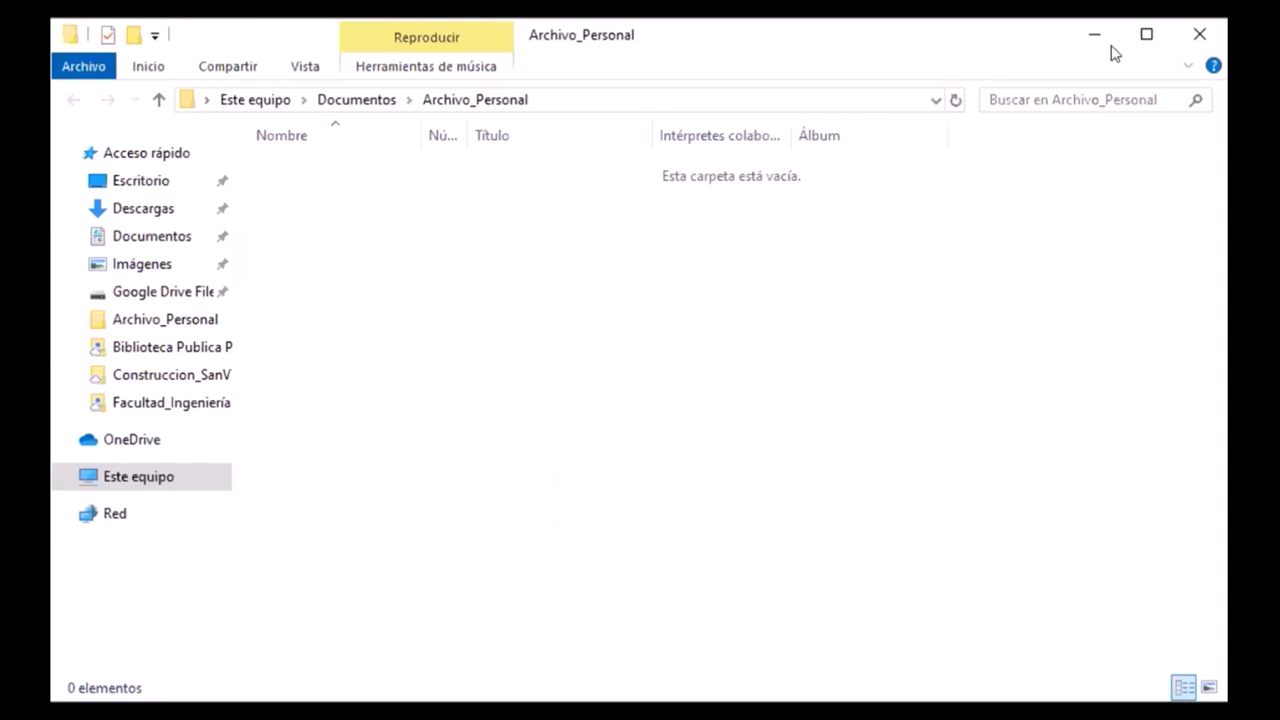 Reproducir
Archivo_Personal
Archivo
Inicio
Compartir
Vista
Herramientas de música
Este equipo > Documentos > Archivo_Personal
Buscar en Archivo_Personal
Nombre
Nú...
Título
Intérpretes colabo...
Álbum
Esta carpeta está vacía.
Acceso rápido
Escritorio
Descargas
Documentos
Imágenes
Google Drive File
Archivo_Personal
Biblioteca Publica P
Construccion_SanV
Facultad_Ingeniería
OneDrive
Este equipo
Red
0 elementos